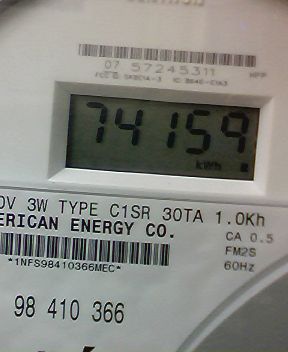 07 57245311
74159
kWh
3W TYPE C1SR 30TA 1.0Kh
ERICAN ENERGY CO.
CA 0.5
FM2S
*1NFS98410366MEC*
60Hz
98 410 366